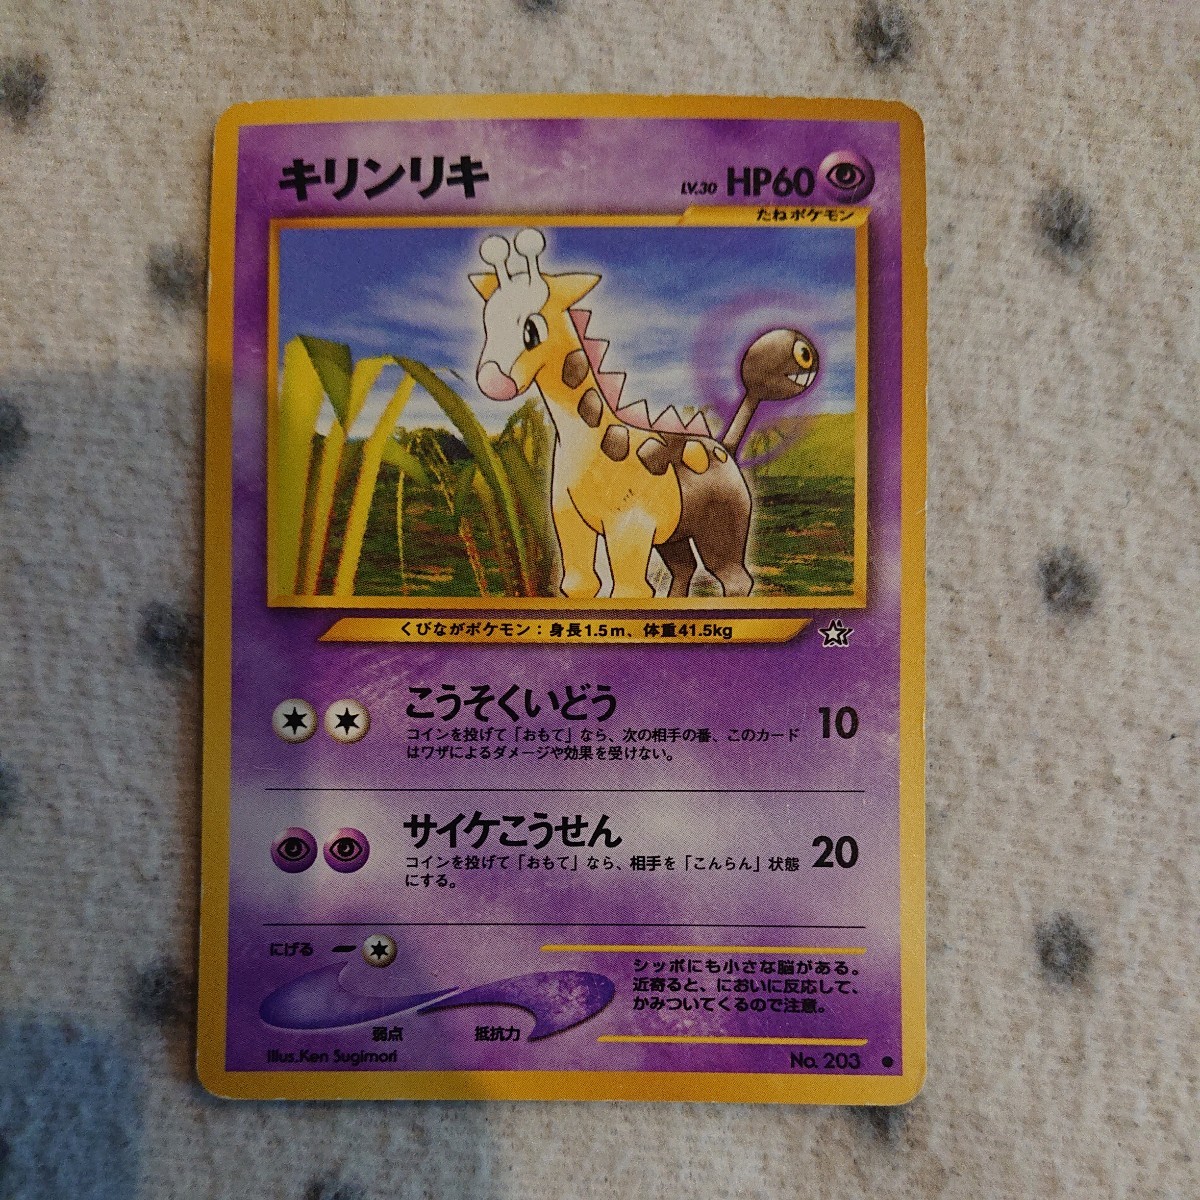 キリンリキ
LV.30 HP60
たねポケモン
くびながポケモン：身長1.5m、体重41.5kg
こうそくいどう 10
コインを投げて「おもて」なら、次の相手の番、このカード
はワザによるダメージや効果を受けない。
サイケこうせん 20
コインを投げて「おもて」なら、相手を「こんらん」状態
にする。
にげる
弱点 抵抗力
シッポにも小さな脳がある。
近寄ると、においに反応して、
かみついてくるので注意。
Illus.Ken Sugimori
No. 203